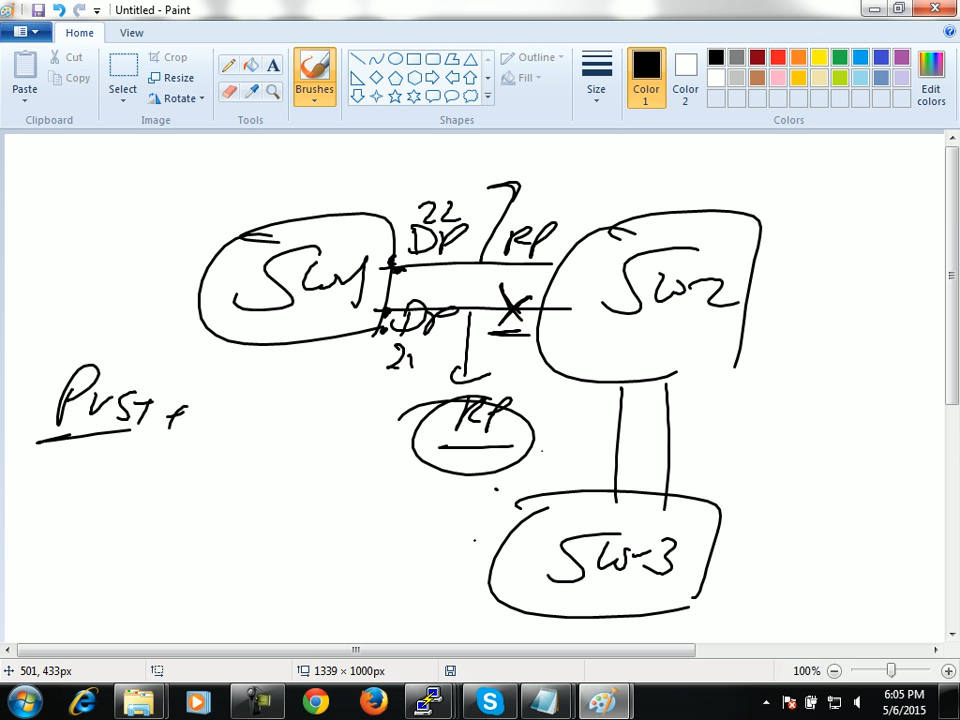 Untitled - Paint
Home
View
Paste
Cut
Copy
Clipboard
Select
Crop
Resize
Rotate
Image
A
Tools
Brushes
Outline
Fill
Shapes
Size
Color 1
Color 2
Edit colors
Colors
22
DP
RP
Sw1
Sw-2
DP
X
21
RP
PVST +
Sw-3
501, 433px
1339 × 1000px
100%
6:05 PM
5/6/2015